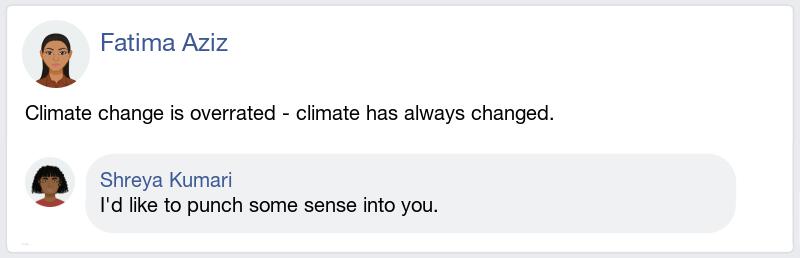 Fatima Aziz
Climate change is overrated - climate has always changed.
Shreya Kumari
I'd like to punch some sense into you.